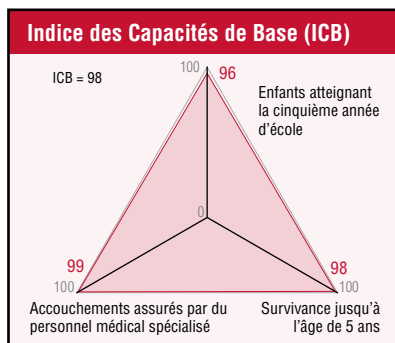 Indice des Capacités de Base (ICB)
ICB = 98
100
96
Enfants atteignant
la cinquième année
d'école
0
99
100
98
100
Accouchements assurés par du
personnel médical spécialisé
Survivance jusqu'à
l'âge de 5 ans